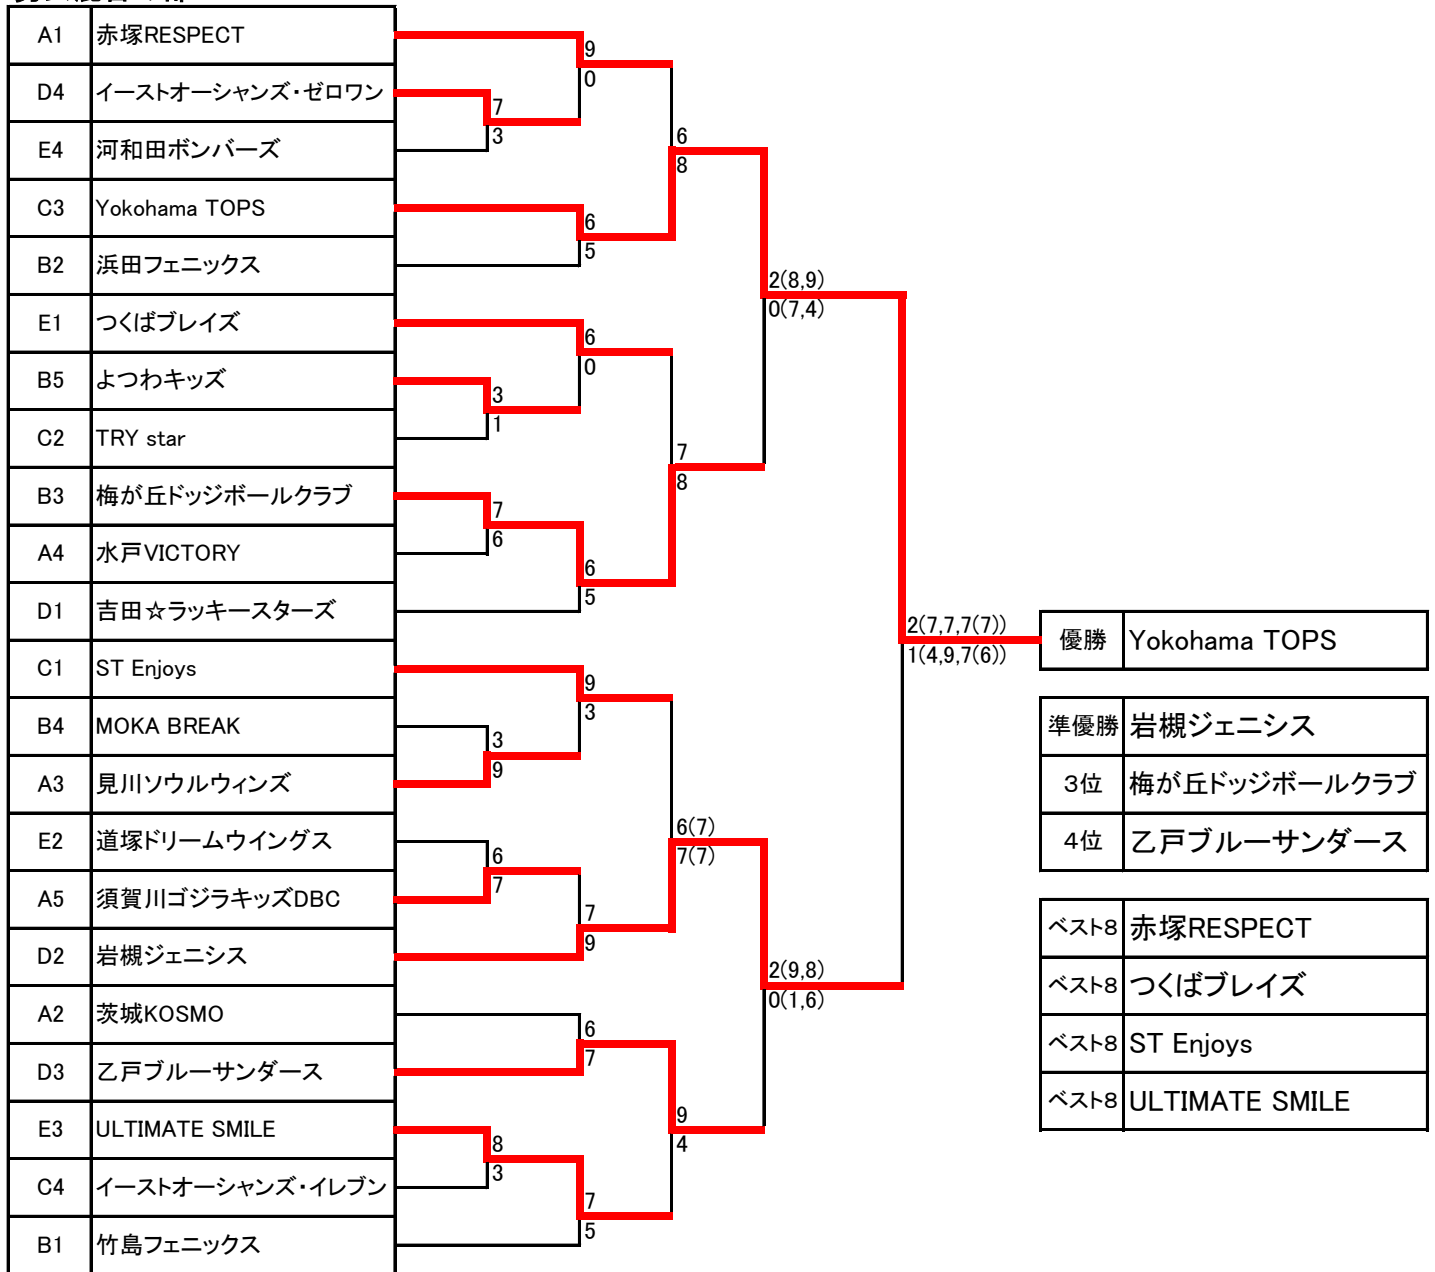 A1 赤塚RESPECT
D4 イーストオーシャンズ・ゼロワン
E4 河和田ボンバーズ
C3 Yokohama TOPS
B2 浜田フェニックス
E1 つくばブレイズ
B5 よつわキッズ
C2 TRY star
B3 梅が丘ドッジボールクラブ
A4 水戸VICTORY
D1 吉田☆ラッキースターズ
C1 ST Enjoys
B4 MOKA BREAK
A3 見川ソウルウィンズ
E2 道塚ドリームウイングス
A5 須賀川ゴジラキッズDBC
D2 岩槻ジェニシス
A2 茨城KOSMO
D3 乙戸ブルーサンダース
E3 ULTIMATE SMILE
C4 イーストオーシャンズ・イレブン
B1 竹島フェニックス
7
3
3
1
7
6
3
9
6
7
8
3
9
0
6
5
6
0
6
5
9
3
7
9
6
7
7
5
6
8
7
8
6(7)
7(7)
9
4
2(8,9)
0(7,4)
2(9,8)
0(1,6)
2(7,7,7(7))
1(4,9,7(6))
優勝 Yokohama TOPS
準優勝 岩槻ジェニシス
3位 梅が丘ドッジボールクラブ
4位 乙戸ブルーサンダース
ベスト8 赤塚RESPECT
ベスト8 つくばブレイズ
ベスト8 ST Enjoys
ベスト8 ULTIMATE SMILE